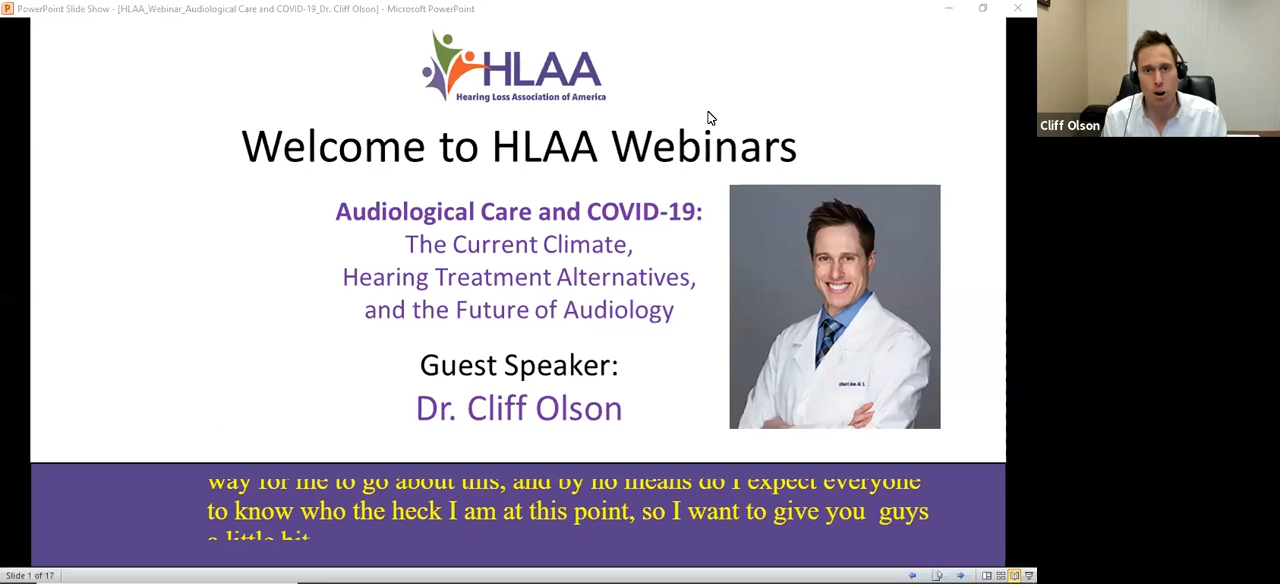 PowerPoint Slide Show - [HLAA_Webinar_Audiological Care and COVID-19_Dr. Cliff Olson] - Microsoft PowerPoint
HLAA
Hearing Loss Association of America
Cliff Olson
Welcome to HLAA Webinars
Audiological Care and COVID-19:
The Current Climate,
Hearing Treatment Alternatives,
and the Future of Audiology
Guest Speaker:
Dr. Cliff Olson
way for me to go about this, and by no means do I expect everyone
to know who the heck I am at this point, so I want to give you guys
a little bit
Slide 1 of 17